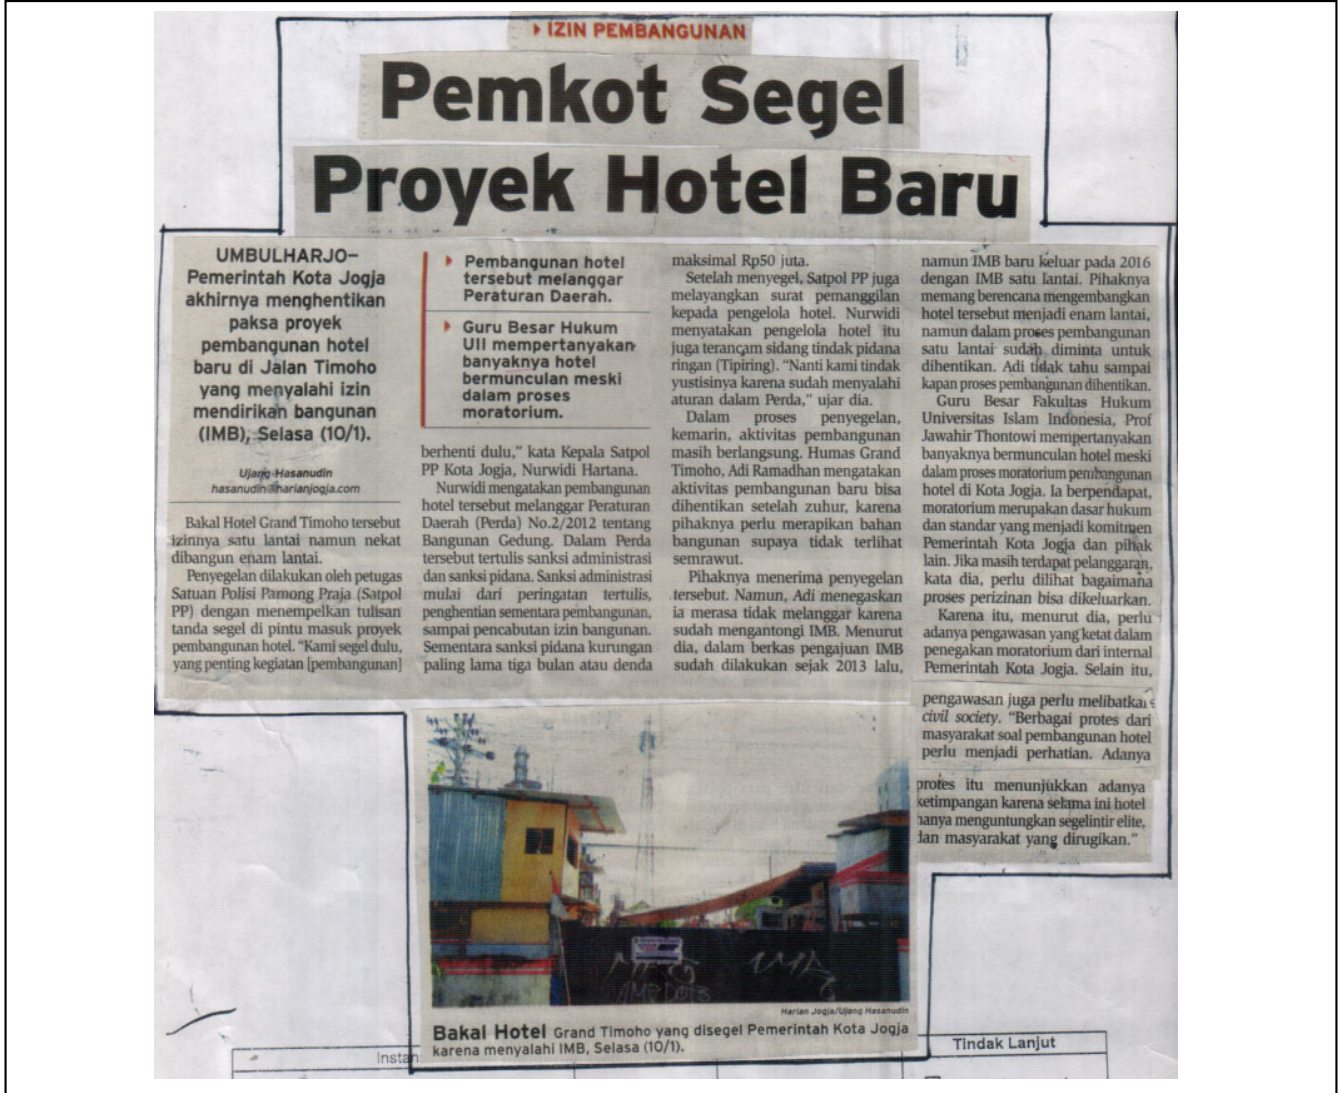 IZIN PEMBANGUNAN
Pemkot Segel
Proyek Hotel Baru
UMBULHARJO—
Pemerintah Kota Jogja
akhirnya menghentikan
paksa proyek
pembangunan hotel
baru di Jalan Timoho
yang menyalahi izin
mendirikan bangunan
(IMB), Selasa (10/1).
Ujang Hasanudin
hasanudin@harianjogja.com
Bakal Hotel Grand Timoho tersebut
izinnya satu lantai namun nekat
dibangun enam lantai.
Penyegelan dilakukan oleh petugas
Satuan Polisi Pamong Praja (Satpol
PP) dengan menempelkan tulisan
tanda segel di pintu masuk proyek
pembangunan hotel. “Kami segel dulu,
yang penting kegiatan [pembangunan]
Pembangunan hotel
tersebut melanggar
Peraturan Daerah.
Guru Besar Hukum
UII mempertanyakan
banyaknya hotel
bermunculan meski
dalam proses
moratorium.
berhenti dulu,” kata Kepala Satpol
PP Kota Jogja, Nurwidi Hartana.
Nurwidi mengatakan pembangunan
hotel tersebut melanggar Peraturan
Daerah (Perda) No.2/2012 tentang
Bangunan Gedung. Dalam Perda
tersebut tertulis sanksi administrasi
dan sanksi pidana. Sanksi administrasi
mulai dari peringatan tertulis,
penghentian sementara pembangunan,
sampai pencabutan izin bangunan.
Sementara sanksi pidana kurungan
paling lama tiga bulan atau denda
maksimal Rp50 juta.
Setelah menyegel, Satpol PP juga
melayangkan surat pemanggilan
kepada pengelola hotel. Nurwidi
menyatakan pengelola hotel itu
juga terancam sidang tindak pidana
ringan (Tipiring). “Nanti kami tindak
yustisinya karena sudah menyalahi
aturan dalam Perda,” ujar dia.
Dalam proses penyegelan,
kemarin, aktivitas pembangunan
masih berlangsung. Humas Grand
Timoho, Adi Ramadhan mengatakan
aktivitas pembangunan baru bisa
dihentikan setelah zuhur, karena
pihaknya perlu merapikan bahan
bangunan supaya tidak terlihat
semrawut.
Pihaknya menerima penyegelan
tersebut. Namun, Adi menegaskan
ia merasa tidak melanggar karena
sudah mengantongi IMB. Menurut
dia, dalam berkas pengajuan IMB
sudah dilakukan sejak 2013 lalu,
namun IMB baru keluar pada 2016
dengan IMB satu lantai. Pihaknya
memang berencana mengembangkan
hotel tersebut menjadi enam lantai,
namun dalam proses pembangunan
satu lantai sudah diminta untuk
dihentikan. Adi tidak tahu sampai
kapan proses pembangunan dihentikan.
Guru Besar Fakultas Hukum
Universitas Islam Indonesia, Prof
Jawahir Thontowi mempertanyakan
banyaknya bermunculan hotel meski
dalam proses moratorium pembangunan
hotel di Kota Jogja. Ia berpendapat,
moratorium merupakan dasar hukum
dan standar yang menjadi komitmen
Pemerintah Kota Jogja dan pihak
lain. Jika masih terdapat pelanggaran,
kata dia, perlu dilihat bagaimana
proses perizinan bisa dikeluarkan.
Karena itu, menurut dia, perlu
adanya pengawasan yang ketat dalam
penegakan moratorium dari internal
Pemerintah Kota Jogja. Selain itu,
pengawasan juga perlu melibatkan
civil society. “Berbagai protes dari
masyarakat soal pembangunan hotel
perlu menjadi perhatian. Adanya
protes itu menunjukkan adanya
ketimpangan karena selama ini hotel
hanya menguntungkan segelintir elite,
dan masyarakat yang dirugikan.”
Harian Jogja/Ujang Hasanudin
Bakal Hotel Grand Timoho yang disegel Pemerintah Kota Jogja
karena menyalahi IMB, Selasa (10/1).
Instan
Tindak Lanjut